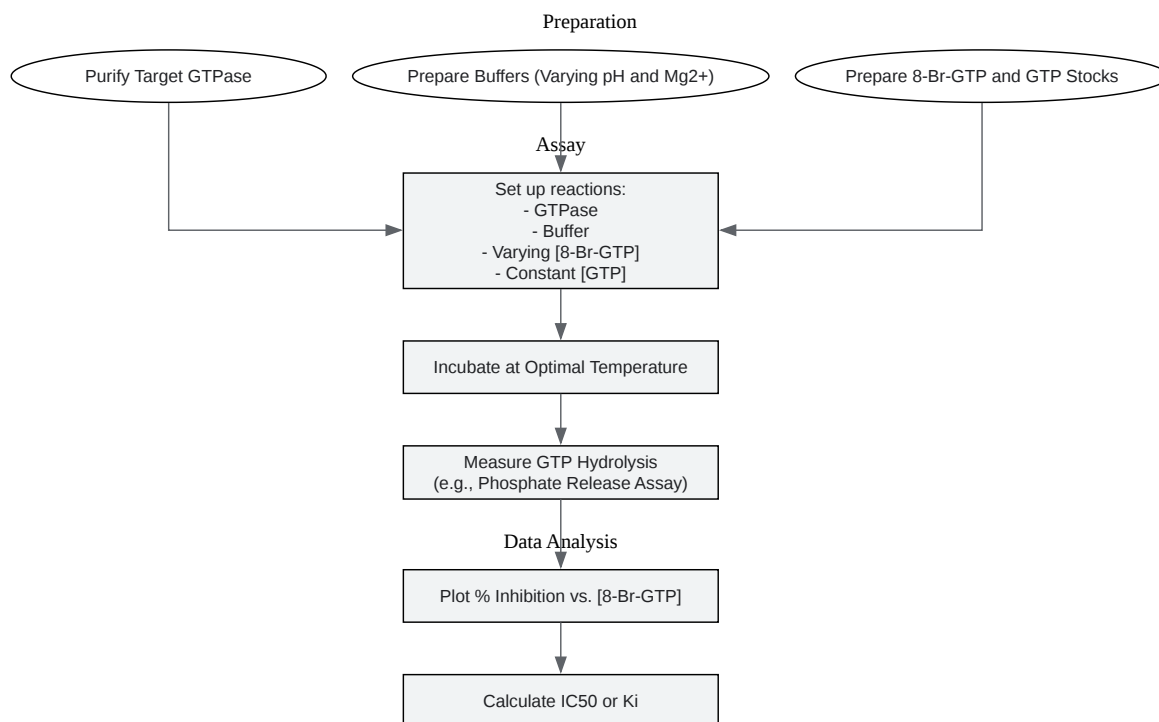 Preparation
Purify Target GTPase
Prepare Buffers (Varying pH and Mg2+)
Prepare 8-Br-GTP and GTP Stocks
Assay
Set up reactions:
- GTPase
- Buffer
- Varying [8-Br-GTP]
- Constant [GTP]
Incubate at Optimal Temperature
Measure GTP Hydrolysis
(e.g., Phosphate Release Assay)
Data Analysis
Plot % Inhibition vs. [8-Br-GTP]
Calculate IC50 or Ki